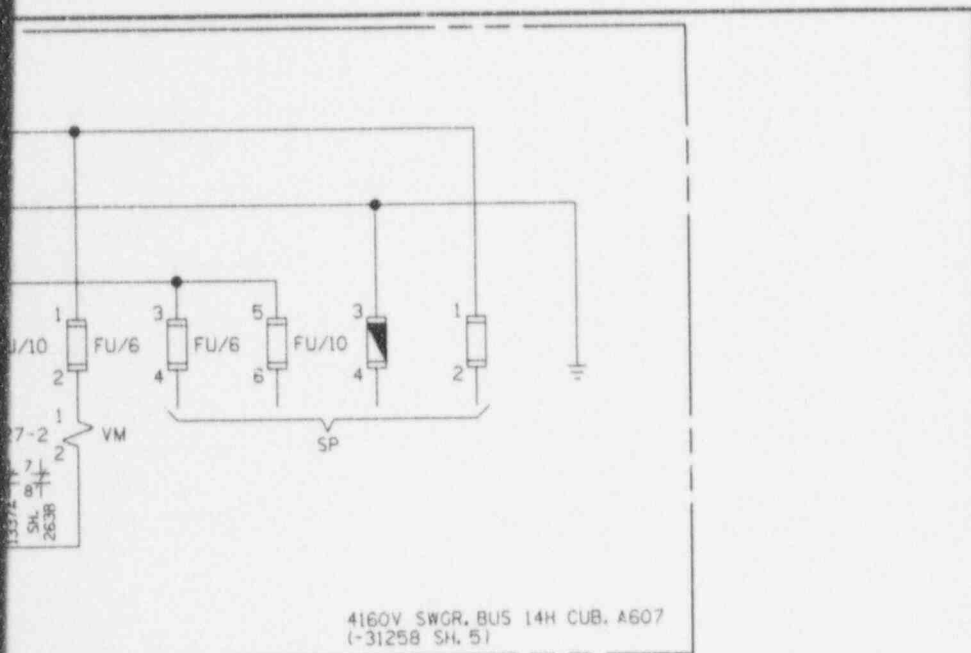 1 3 5 3 1
U/10 FU/6 FU/6 FU/10
2 4 6 4 2
1
27-2 VM
2
SP
7
8
SH.
263B
4160V SWGR. BUS 14H CUB. A607
(-31258 SH. 5)